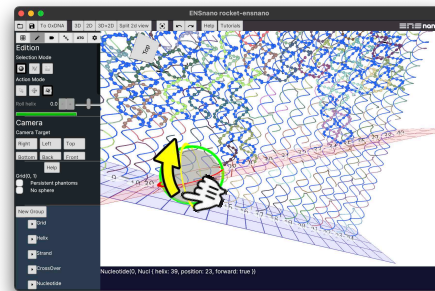 ENSnano rocket-ensnano
To OxDNA
3D
2D
3D+2D
Split 2d view
Help
Tutorials
ENSnano
Edition
Selection Mode
Action Mode
Roll helix
0.0
Camera
Camera Target
Right
Left
Top
Bottom
Back
Front
Help
Grid(0, 1)
Persistent phantoms
No sphere
New Group
Grid
Helix
Strand
CrossOver
Nucleotide
Top
Nucleotide(0, Nucl { helix: 39, position: 23, forward: true })